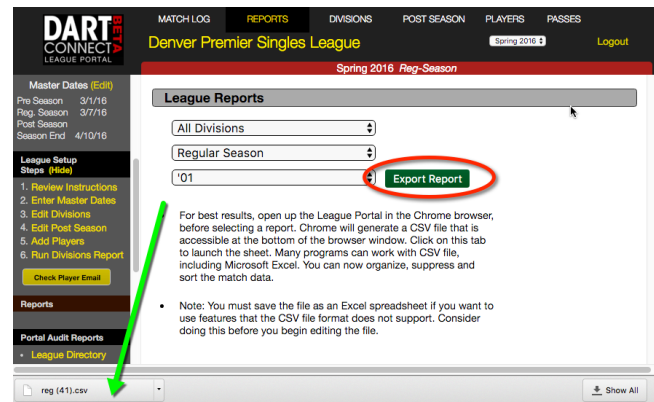 DART BETA
CONNECT
LEAGUE PORTAL
MATCH LOG REPORTS DIVISIONS POST SEASON PLAYERS PASSES
Denver Premier Singles League
Spring 2016
Logout
Spring 2016 Reg-Season
Master Dates (Edit)
Pre Season 3/1/16
Reg. Season 3/7/16
Post Season
Season End 4/10/16
League Setup
Steps (Hide)
1. Review Instructions
2. Enter Master Dates
3. Edit Divisions
4. Edit Post Season
5. Add Players
6. Run Divisions Report
Check Player Email
Reports
Portal Audit Reports
• League Directory
League Reports
All Divisions
Regular Season
'01
Export Report
For best results, open up the League Portal in the Chrome browser,
before selecting a report. Chrome will generate a CSV file that is
accessible at the bottom of the browser window. Click on this tab
to launch the sheet. Many programs can work with CSV file,
including Microsoft Excel. You can now organize, suppress and
sort the match data.
• Note: You must save the file as an Excel spreadsheet if you want to
use features that the CSV file format does not support. Consider
doing this before you begin editing the file.
reg (41).csv
Show All